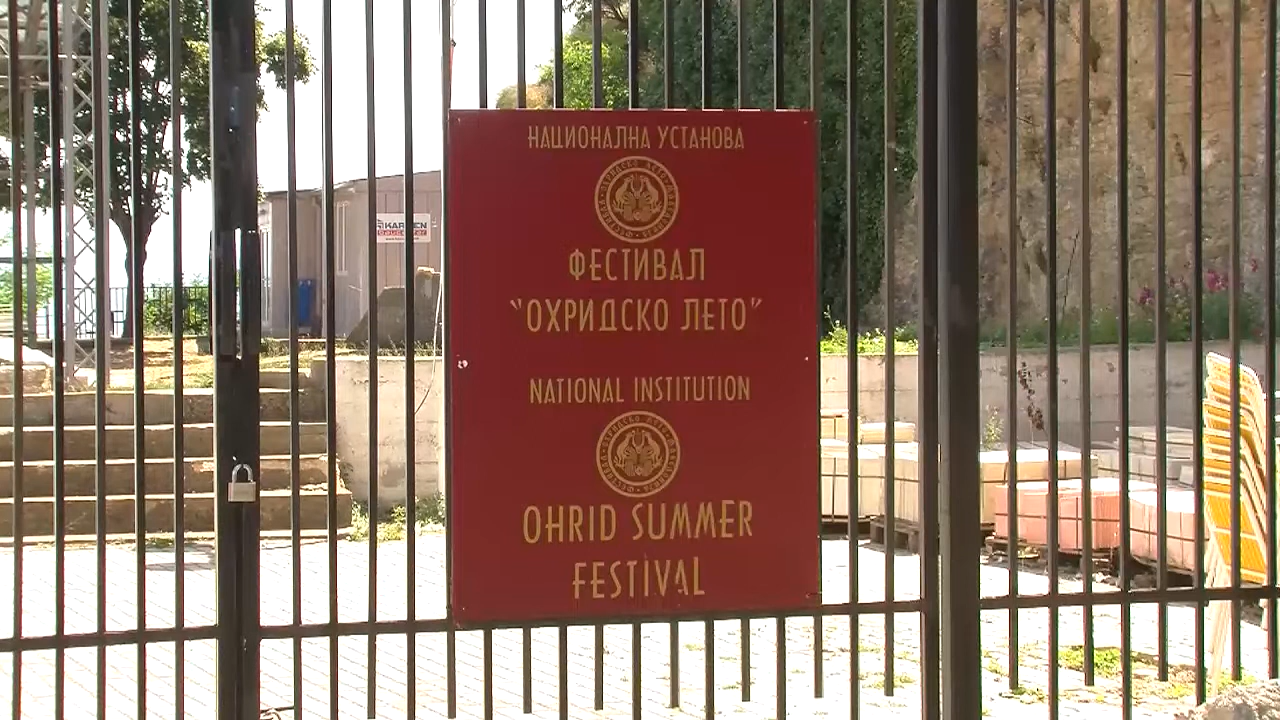 НАЦИОНАЛНА УСТАНОВА
ФЕСТИВАЛ
“ОХРИДСКО ЛЕТО”
NATIONAL INSTITUTION
OHRID SUMMER
FESTIVAL